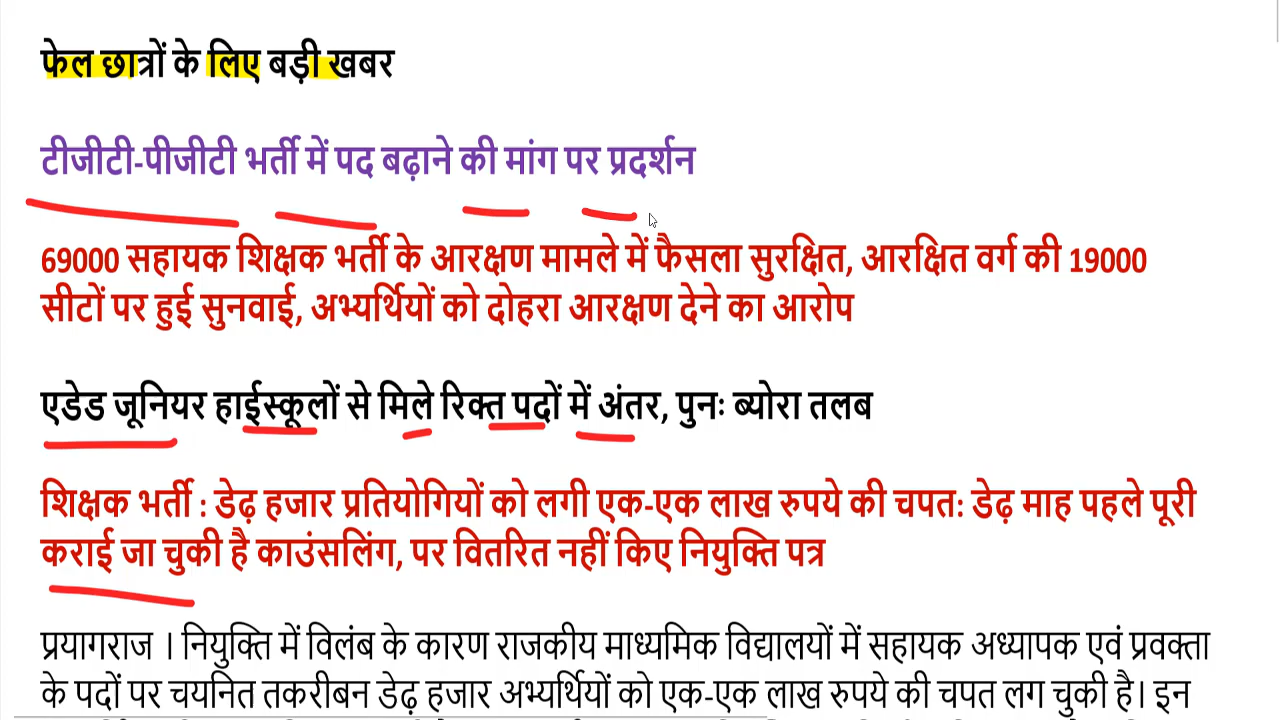 फेल छात्रों के लिए बड़ी खबर
टीजीटी-पीजीटी भर्ती में पद बढ़ाने की मांग पर प्रदर्शन
69000 सहायक शिक्षक भर्ती के आरक्षण मामले में फैसला सुरक्षित, आरक्षित वर्ग की 19000
सीटों पर हुई सुनवाई, अभ्यर्थियों को दोहरा आरक्षण देने का आरोप
एडेड जूनियर हाईस्कूलों से मिले रिक्त पदों में अंतर, पुनः ब्योरा तलब
शिक्षक भर्ती : डेढ़ हजार प्रतियोगियों को लगी एक-एक लाख रुपये की चपतः डेढ़ माह पहले पूरी
कराई जा चुकी है काउंसलिंग, पर वितरित नहीं किए नियुक्ति पत्र
प्रयागराज । नियुक्ति में विलंब के कारण राजकीय माध्यमिक विद्यालयों में सहायक अध्यापक एवं प्रवक्ता
के पदों पर चयनित तकरीबन डेढ़ हजार अभ्यर्थियों को एक-एक लाख रुपये की चपत लग चुकी है। इन